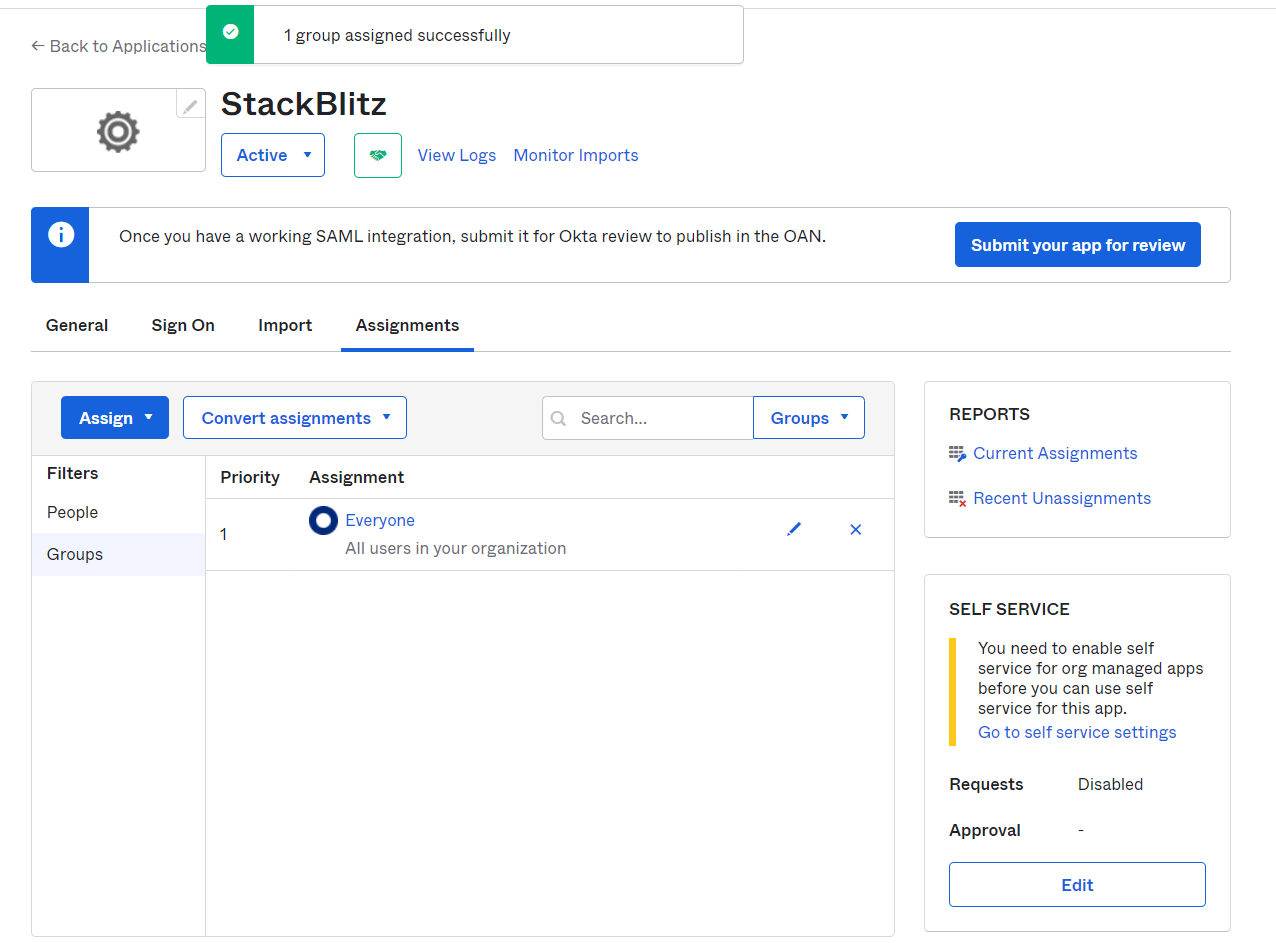 1 group assigned successfully
← Back to Applications
StackBlitz
Active
View Logs
Monitor Imports
Once you have a working SAML integration, submit it for Okta review to publish in the OAN.
Submit your app for review
General
Sign On
Import
Assignments
Assign
Convert assignments
Search...
Groups
Filters
People
Groups
Priority
Assignment
1
Everyone
All users in your organization
REPORTS
Current Assignments
Recent Unassignments
SELF SERVICE
You need to enable self
service for org managed apps
before you can use self
service for this app.
Go to self service settings
Requests
Disabled
Approval
-
Edit